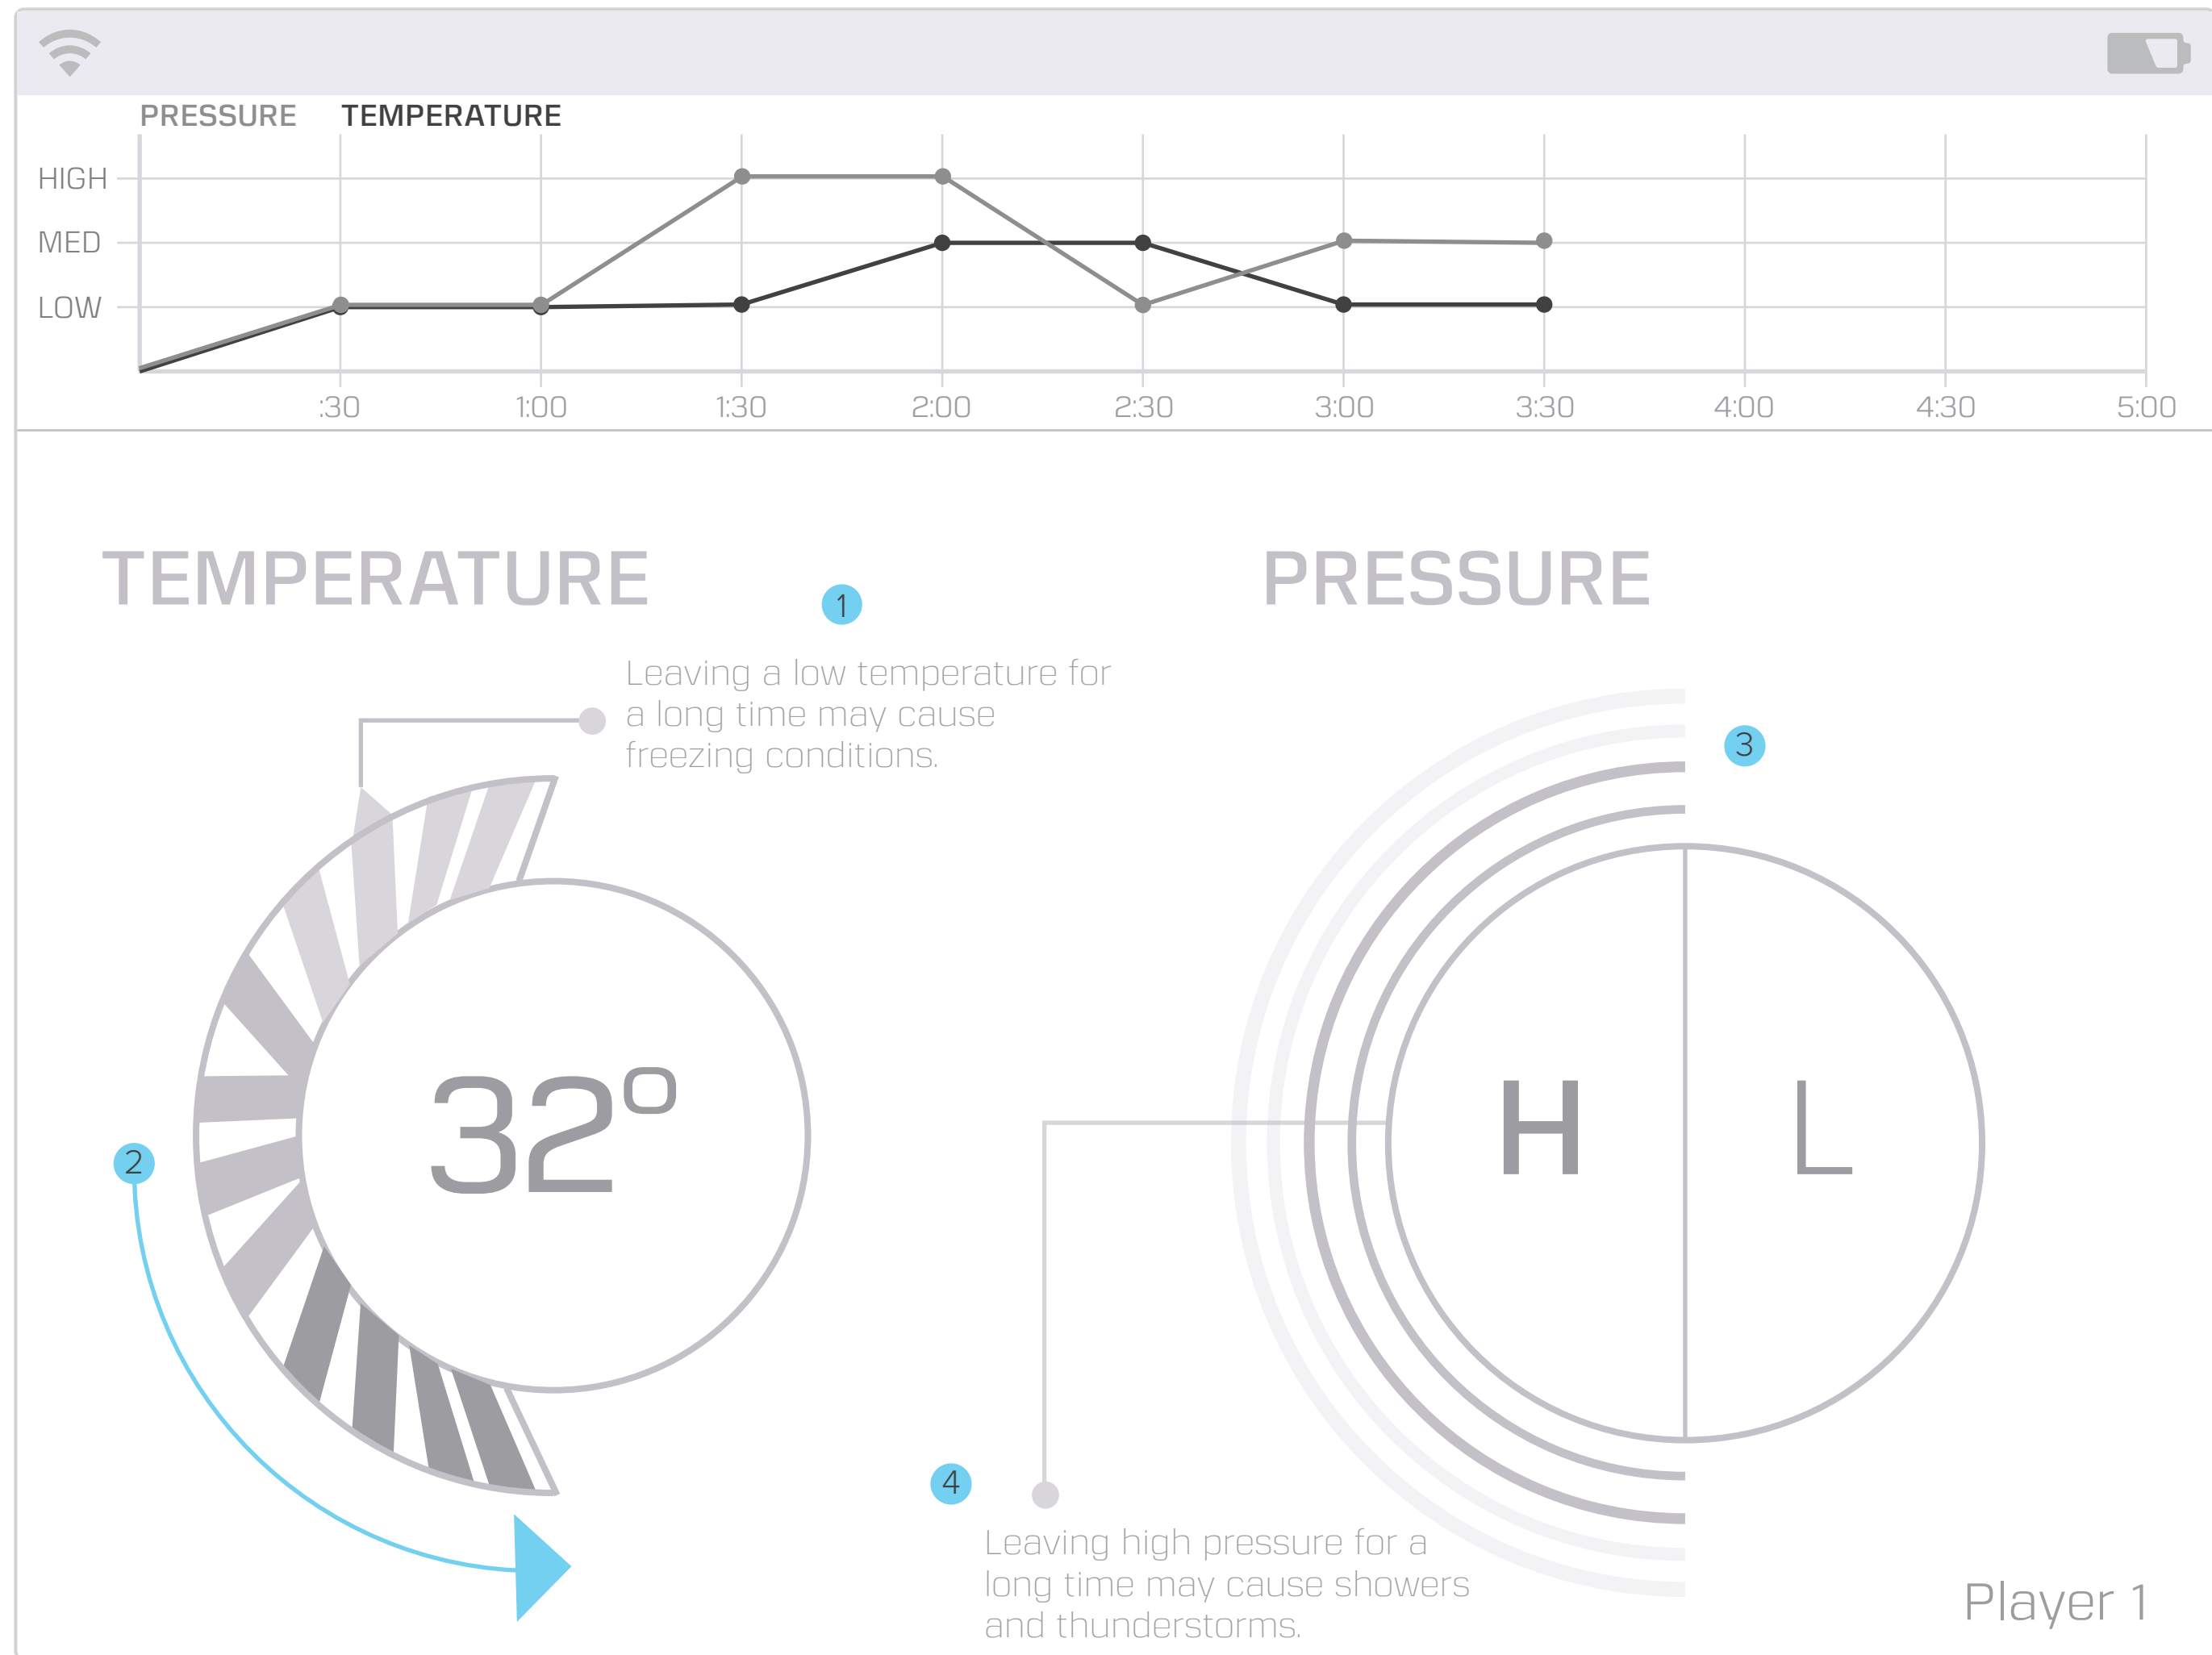 PRESSURE TEMPERATURE
HIGH
MED
LOW
:30 1:00 1:30 2:00 2:30 3:00 3:30 4:00 4:30 5:00
TEMPERATURE
1
Leaving a low temperature for
a long time may cause
freezing conditions.
32°
2
PRESSURE
3
H L
4
Leaving high pressure for a
long time may cause showers
and thunderstorms.
Player 1